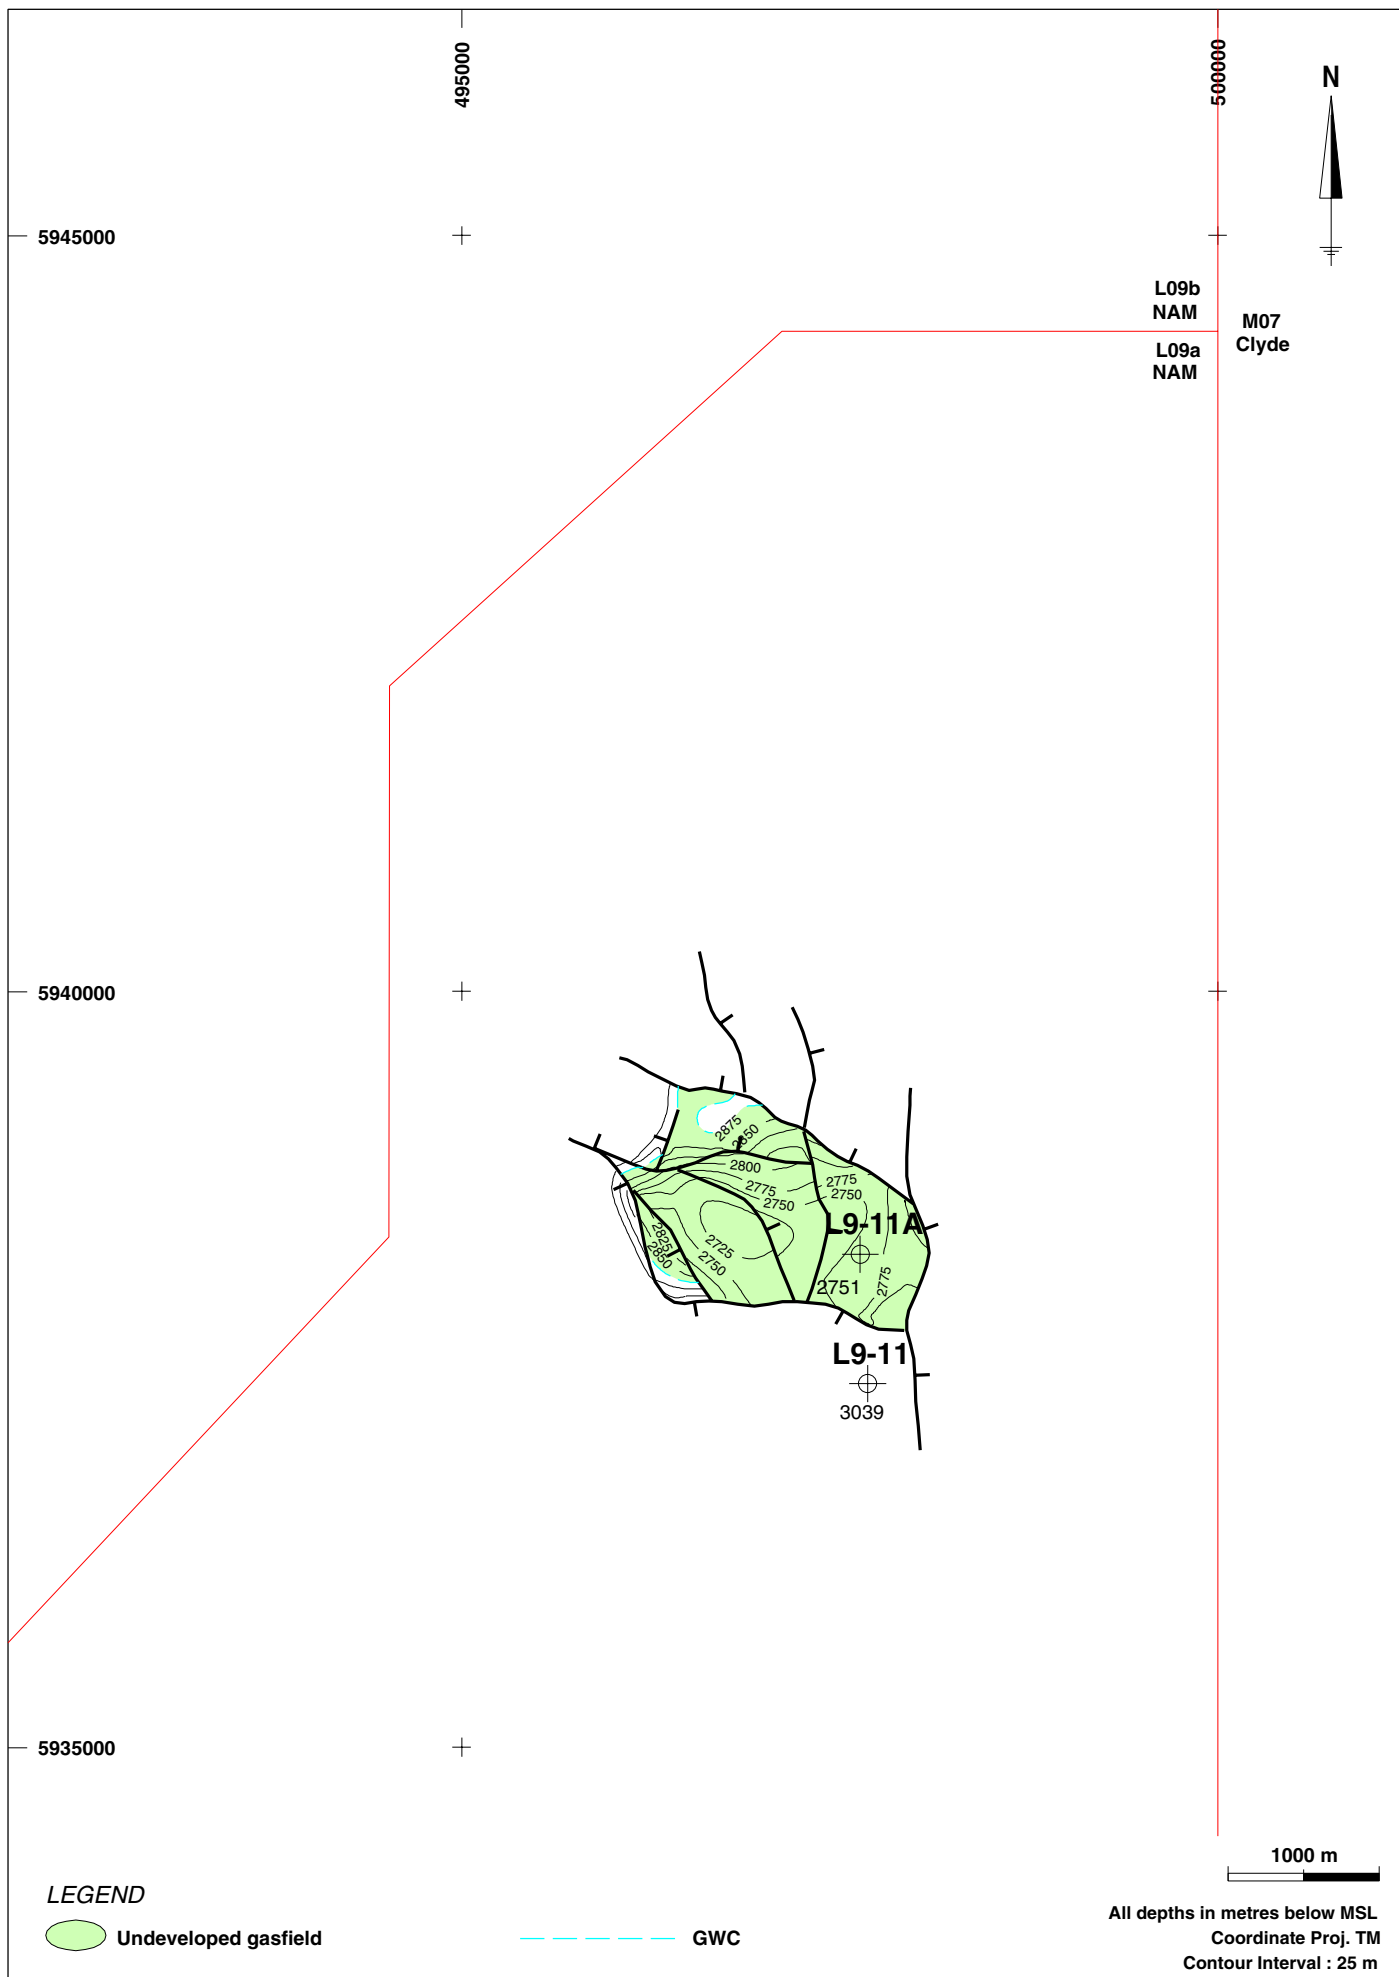 495000
500000
N
5945000
L09b
NAM
M07
Clyde
L09a
NAM
5940000
2875
2850
2800
2775
2750
2775
2750
L9-11A
2825
2850
2725
2750
2751
2775
L9-11
3039
5935000
1000 m
LEGEND
Undeveloped gasfield
GWC
All depths in metres below MSL
Coordinate Proj. TM
Contour Interval : 25 m